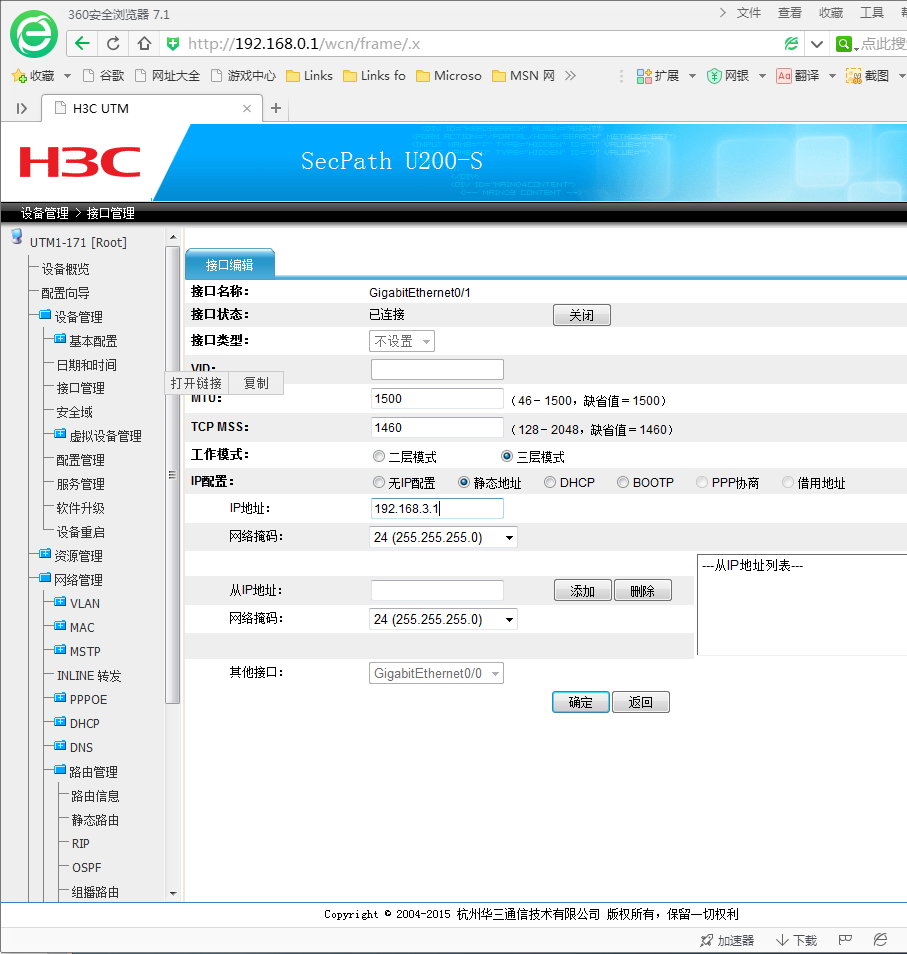 360安全浏览器 7.1
文件 查看 收藏 工具
http://192.168.0.1/wcn/frame/.x
点此搜
收藏 谷歌 网址大全 游戏中心 Links Links fo Microso MSN 网 扩展 网银 翻译 截图
H3C UTM
H3C
SecPath U200-S
设备管理 > 接口管理
UTM1-171 [Root]
设备概览
配置向导
设备管理
基本配置
日期和时间
接口管理
安全域
虚拟设备管理
配置管理
服务管理
软件升级
设备重启
资源管理
网络管理
VLAN
MAC
MSTP
INLINE 转发
PPPOE
DHCP
DNS
路由管理
路由信息
静态路由
RIP
OSPF
组播路由
打开链接 复制
接口编辑
接口名称: GigabitEthernet0/1
接口状态: 已连接 关闭
接口类型: 不设置
VID:
MTU: 1500 (46-1500, 缺省值=1500)
TCP MSS: 1460 (128-2048, 缺省值=1460)
工作模式: 二层模式 三层模式
IP配置: 无IP配置 静态地址 DHCP BOOTP PPP协商 借用地址
IP地址: 192.168.3.1
网络掩码: 24 (255.255.255.0)
---从IP地址列表---
从IP地址: 添加 删除
网络掩码: 24 (255.255.255.0)
其他接口: GigabitEthernet0/0
确定 返回
Copyright © 2004-2015 杭州华三通信技术有限公司 版权所有，保留一切权利
加速器 下载